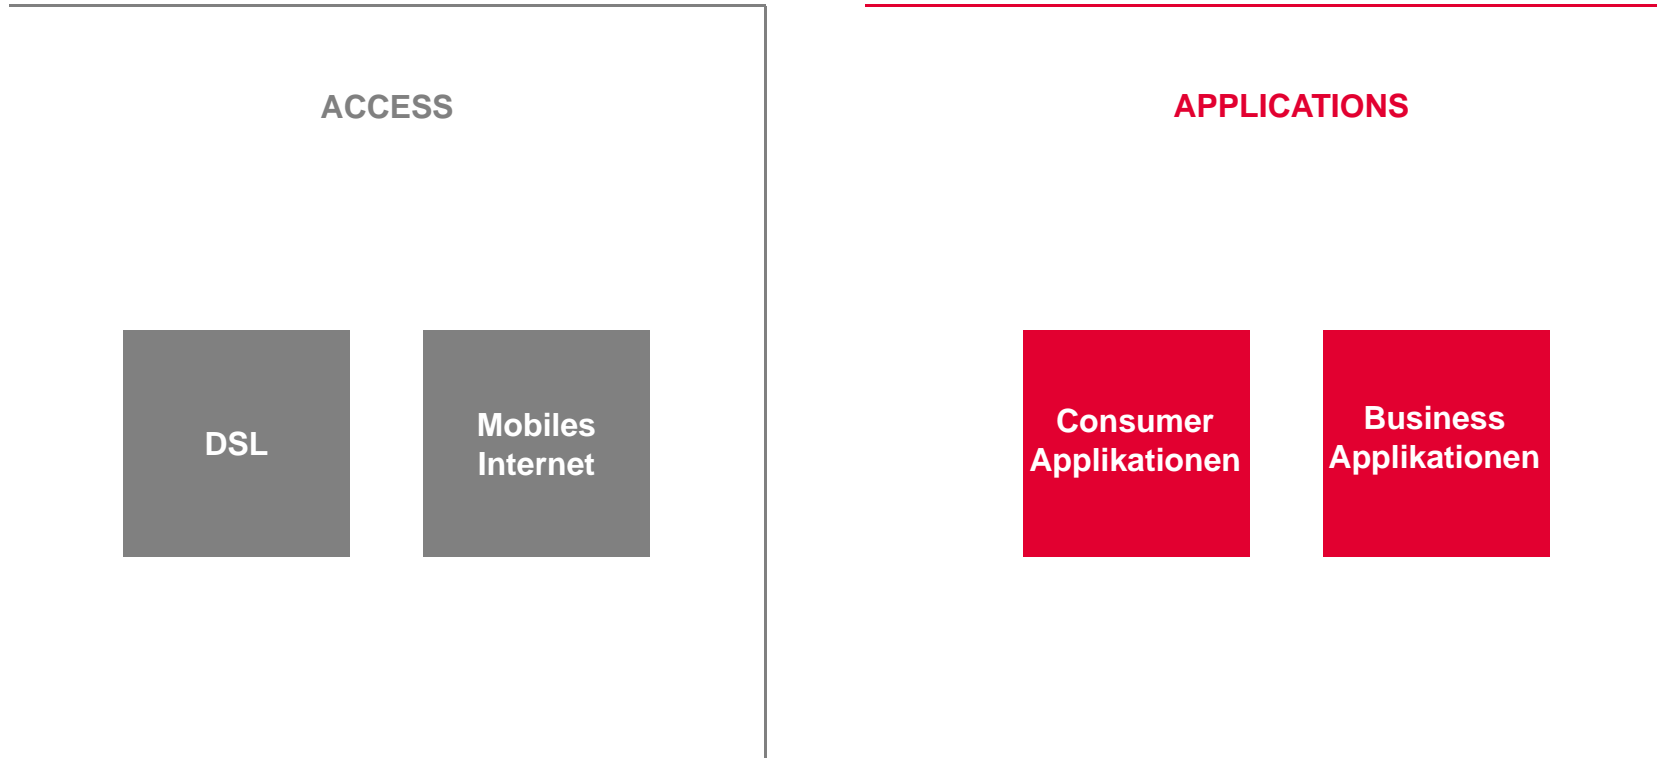 ACCESS
DSL
Mobiles
Internet
APPLICATIONS
Consumer
Applikationen
Business
Applikationen